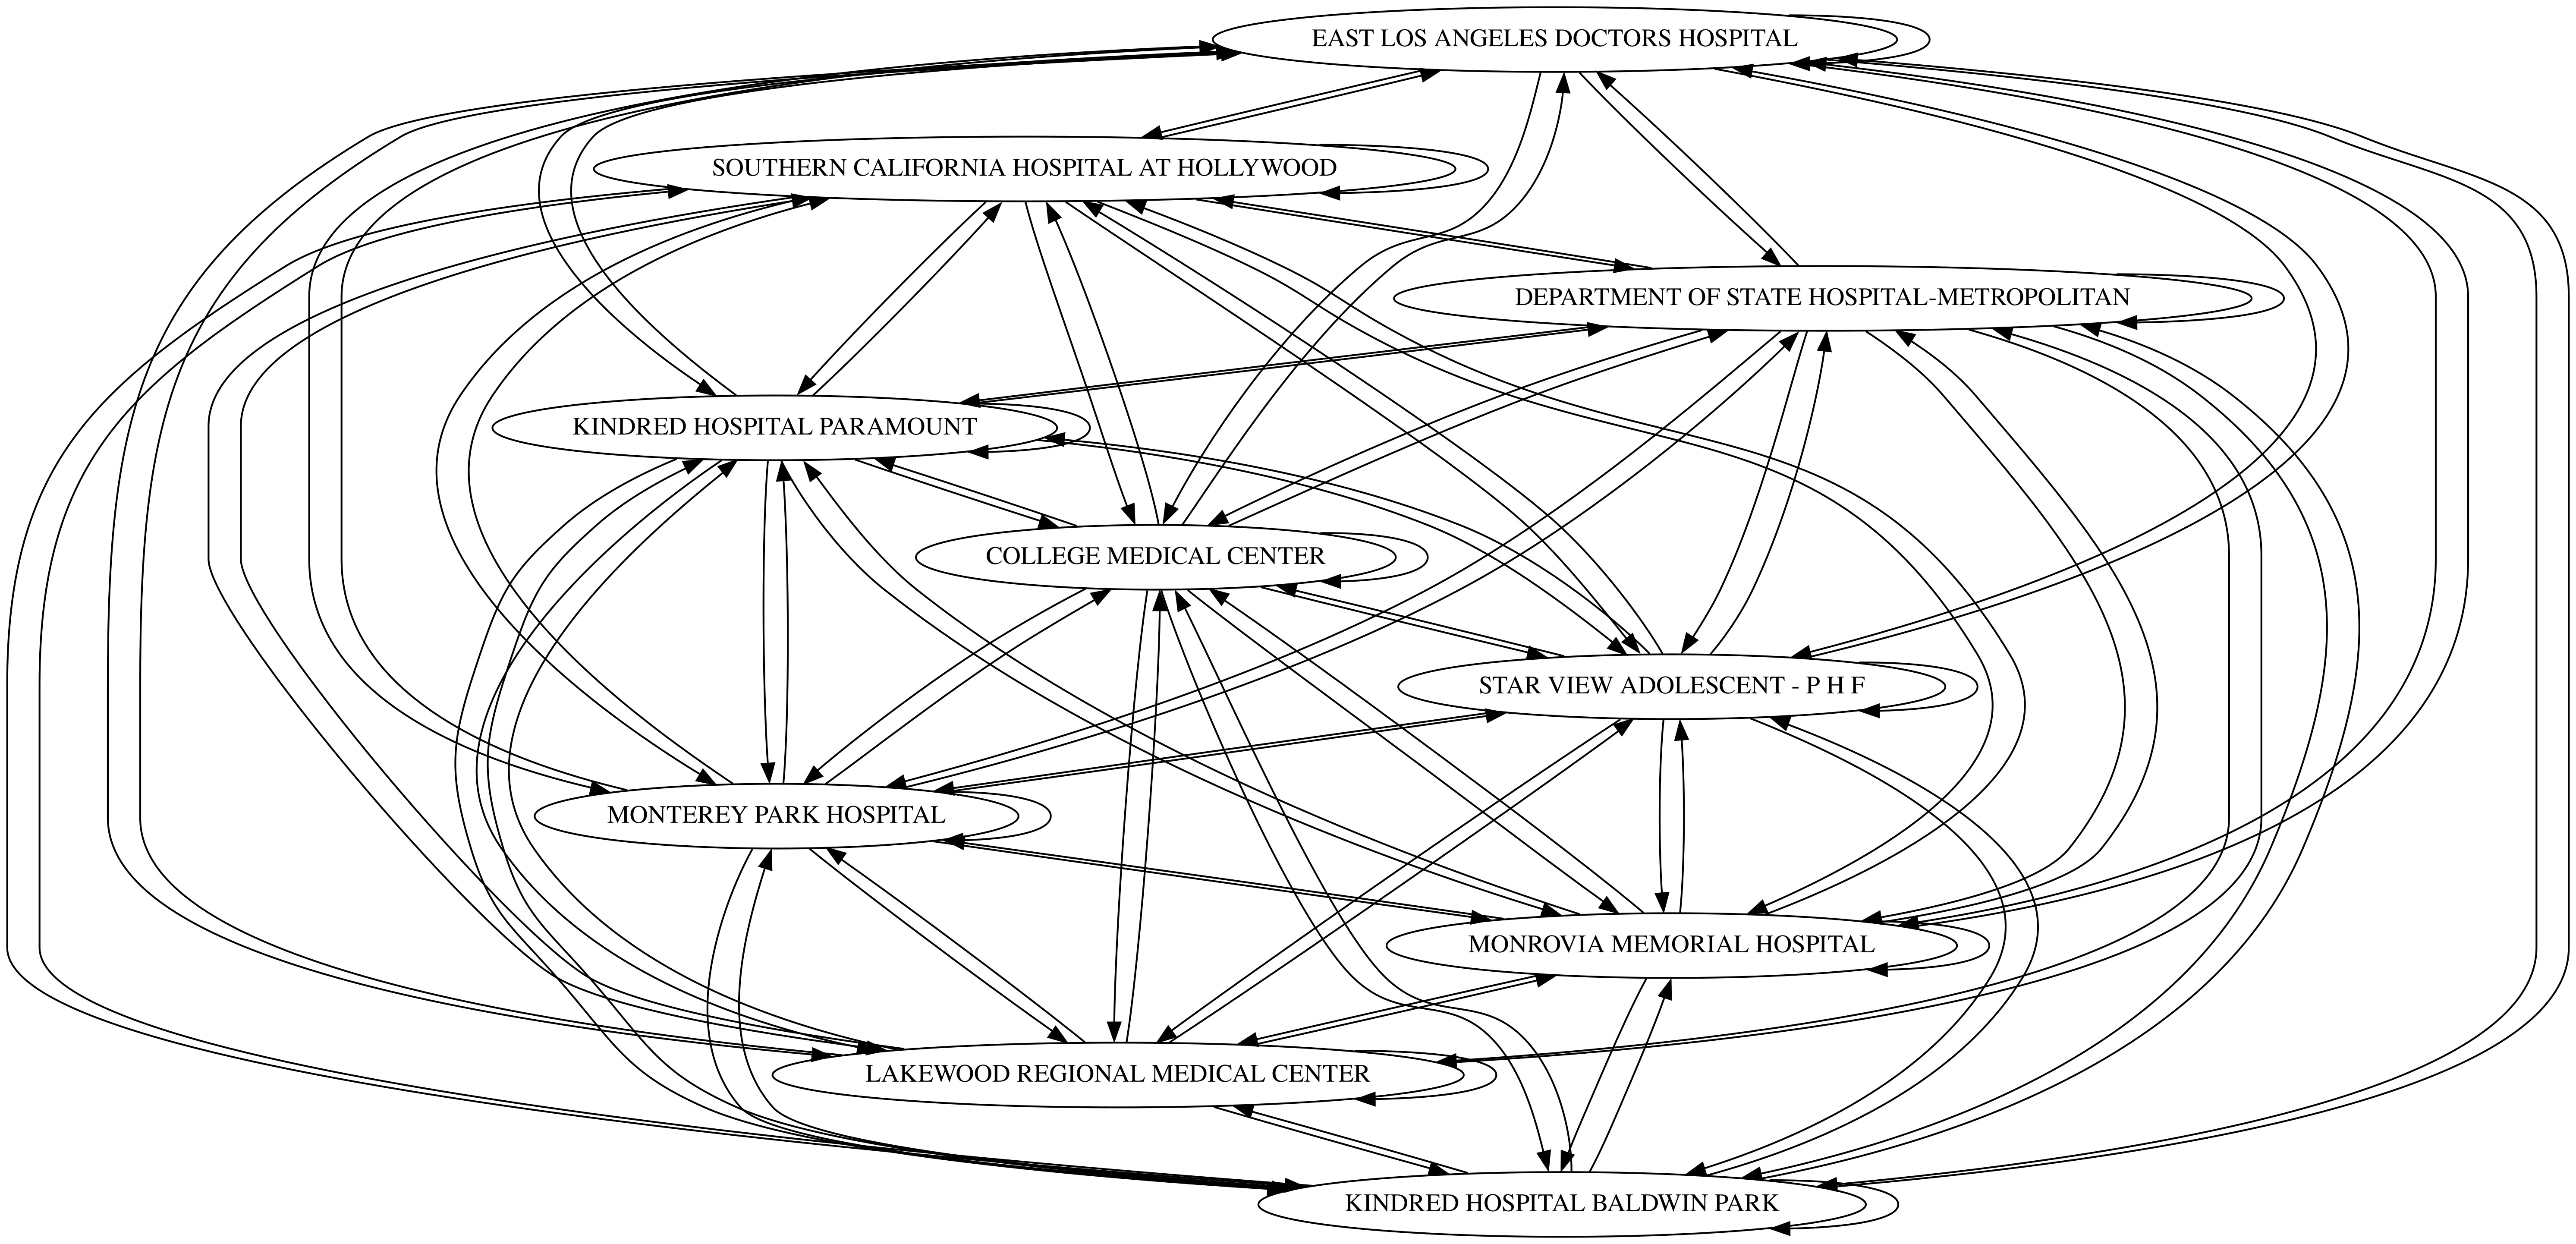 EAST LOS ANGELES DOCTORS HOSPITAL
SOUTHERN CALIFORNIA HOSPITAL AT HOLLYWOOD
DEPARTMENT OF STATE HOSPITAL-METROPOLITAN
KINDRED HOSPITAL PARAMOUNT
COLLEGE MEDICAL CENTER
STAR VIEW ADOLESCENT - P H F
MONTEREY PARK HOSPITAL
MONROVIA MEMORIAL HOSPITAL
LAKEWOOD REGIONAL MEDICAL CENTER
KINDRED HOSPITAL BALDWIN PARK